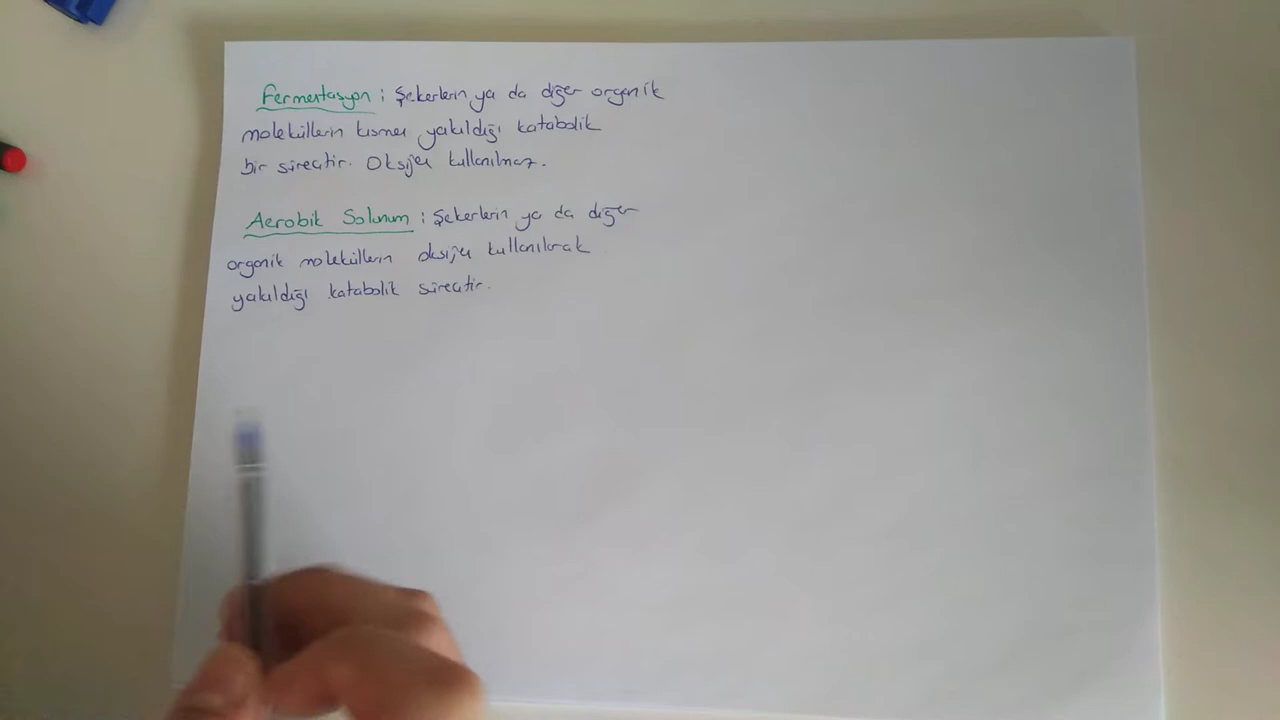 Fermentasyon : Şekerlerin ya da diğer organik
moleküllerin kısmen yakıldığı katabolik
bir süreçtir. Oksijen kullanılmaz.
Aerobik Solunum : Şekerlerin ya da diğer
organik moleküllerin oksijen kullanılarak
yakıldığı katabolik süreçtir.